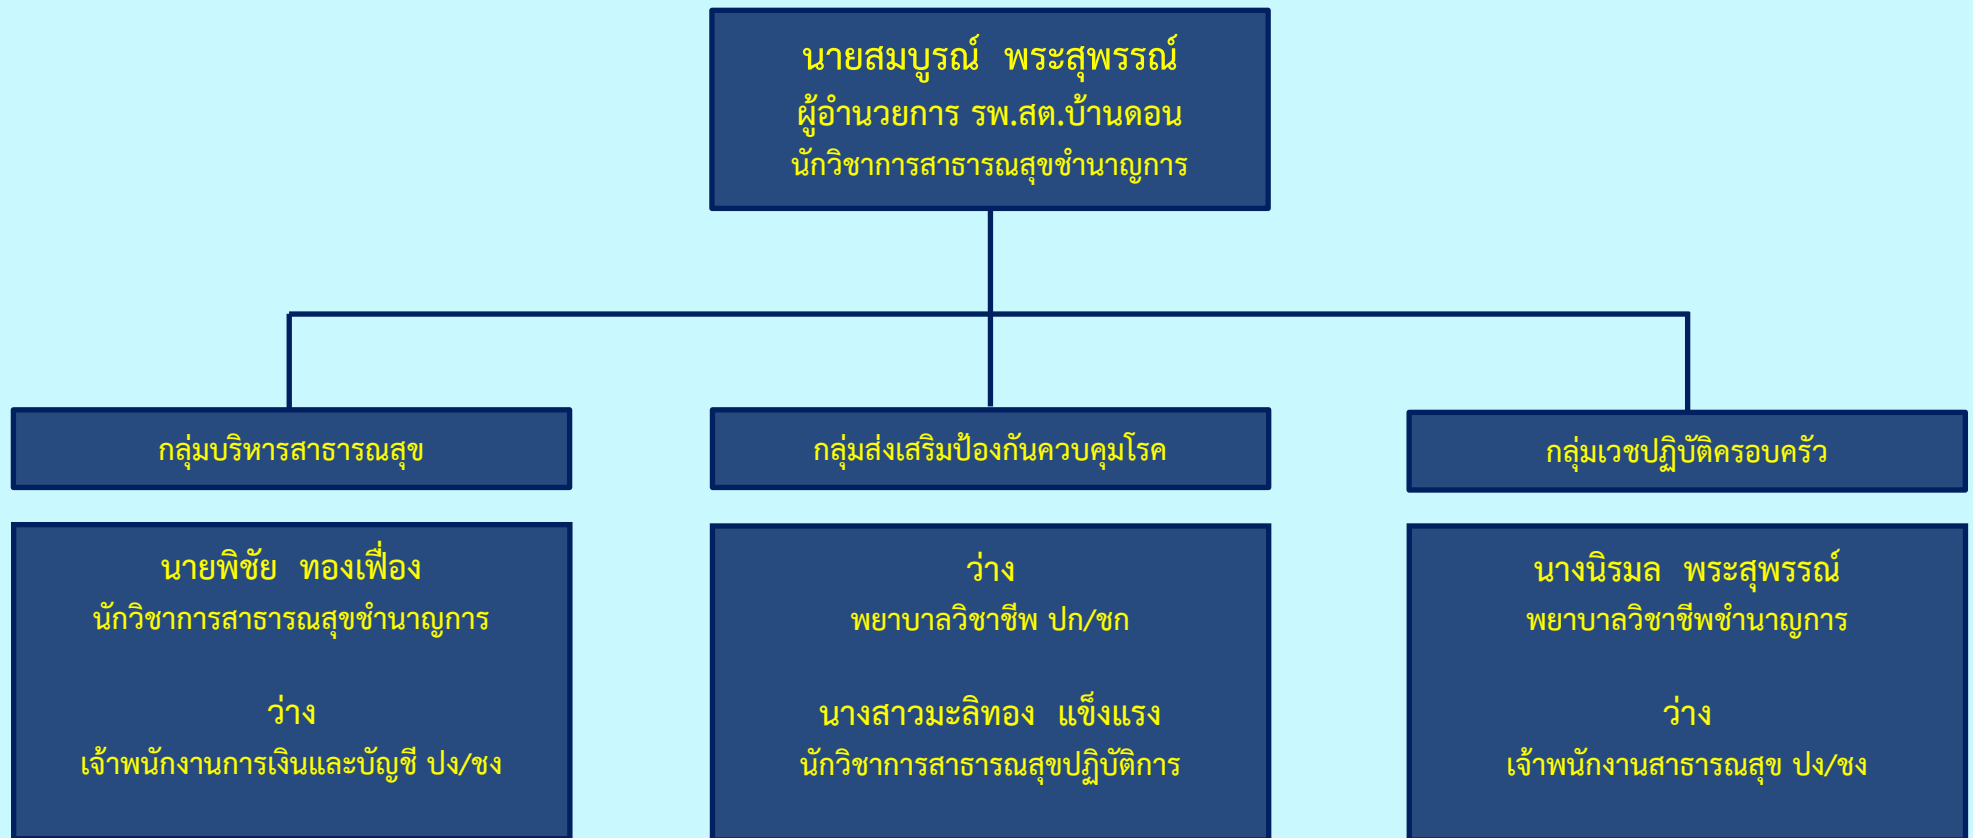 นายสมบูรณ์  พระสุพรรณ์
ผู้อำนวยการ รพ.สต.บ้านดอน
นักวิชาการสาธารณสุขชำนาญการ
กลุ่มบริหารสาธารณสุข
นายพิชัย  ทองเฟื่อง
นักวิชาการสาธารณสุขชำนาญการ
ว่าง
เจ้าพนักงานการเงินและบัญชี ปง/ชง
กลุ่มส่งเสริมป้องกันควบคุมโรค
ว่าง
พยาบาลวิชาชีพ ปก/ชก
นางสาวมะลิทอง  แข็งแรง
นักวิชาการสาธารณสุขปฏิบัติการ
กลุ่มเวชปฏิบัติครอบครัว
นางนิรมล  พระสุพรรณ์
พยาบาลวิชาชีพชำนาญการ
ว่าง
เจ้าพนักงานสาธารณสุข ปง/ชง